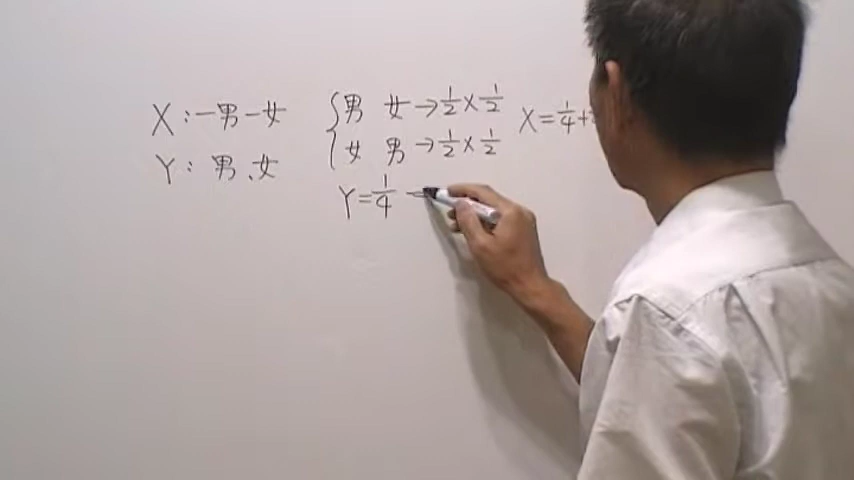 X：一男一女 { 男 女→1/2×1/2 X=1/4+
Y：男、女 女 男→1/2×1/2
Y=1/4